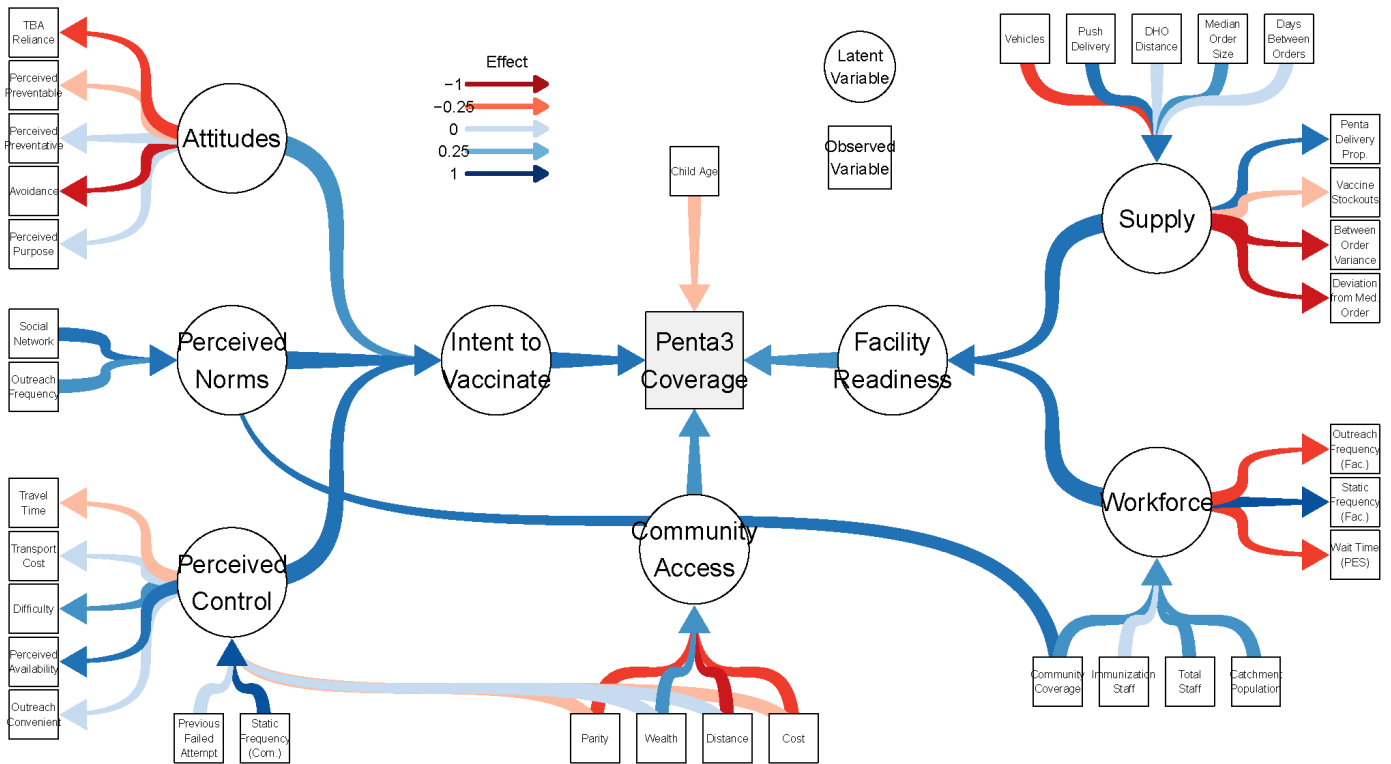 TBA
Reliance
Perceived
Preventable
Perceived
Preventative
Avoidance
Perceived
Purpose
Attitudes
Effect
−1
−0.25
0
0.25
1
Latent
Variable
Observed
Variable
Child Age
Vehicles
Push
Delivery
DHO
Distance
Median
Order
Size
Days
Between
Orders
Supply
Penta
Delivery
Prop.
Vaccine
Stockouts
Between
Order
Variance
Deviation
from Med.
Order
Social
Network
Outreach
Frequency
Perceived
Norms
Intent to
Vaccinate
Penta3
Coverage
Facility
Readiness
Travel
Time
Transport
Cost
Difficulty
Perceived
Availability
Outreach
Convenient
Perceived
Control
Community
Access
Workforce
Outreach
Frequency
(Fac.)
Static
Frequency
(Fac.)
Wait Time
(PES)
Previous
Failed
Attempt
Static
Frequency
(Com.)
Parity
Wealth
Distance
Cost
Community
Coverage
Immunization
Staff
Total
Staff
Catchment
Population